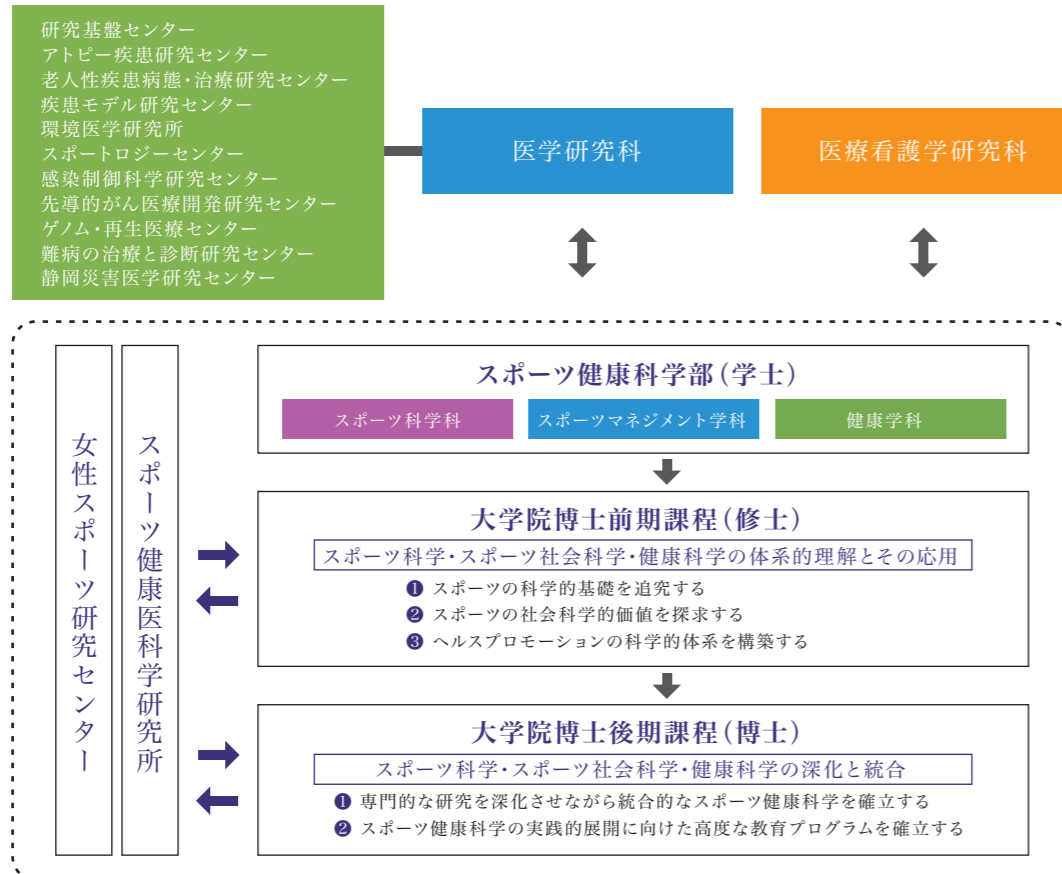 研究基盤センター
アトピー疾患研究センター
老人性疾患病態・治療研究センター
疾患モデル研究センター
環境医学研究所
スポートロジーセンター
感染制御科学研究センター
先導的がん医療開発研究センター
ゲノム・再生医療センター
難病の治療と診断研究センター
静岡災害医学研究センター
医学研究科
医療看護学研究科
女性スポーツ研究センター
スポーツ健康医科学研究所
スポーツ健康科学部(学士)
スポーツ科学科
スポーツマネジメント学科
健康学科
大学院博士前期課程(修士)
スポーツ科学・スポーツ社会科学・健康科学の体系的理解とその応用
❶ スポーツの科学的基礎を追究する
❷ スポーツの社会科学的価値を探求する
❸ ヘルスプロモーションの科学的体系を構築する
大学院博士後期課程(博士)
スポーツ科学・スポーツ社会科学・健康科学の深化と統合
❶ 専門的な研究を深化させながら統合的なスポーツ健康科学を確立する
❷ スポーツ健康科学の実践的展開に向けた高度な教育プログラムを確立する